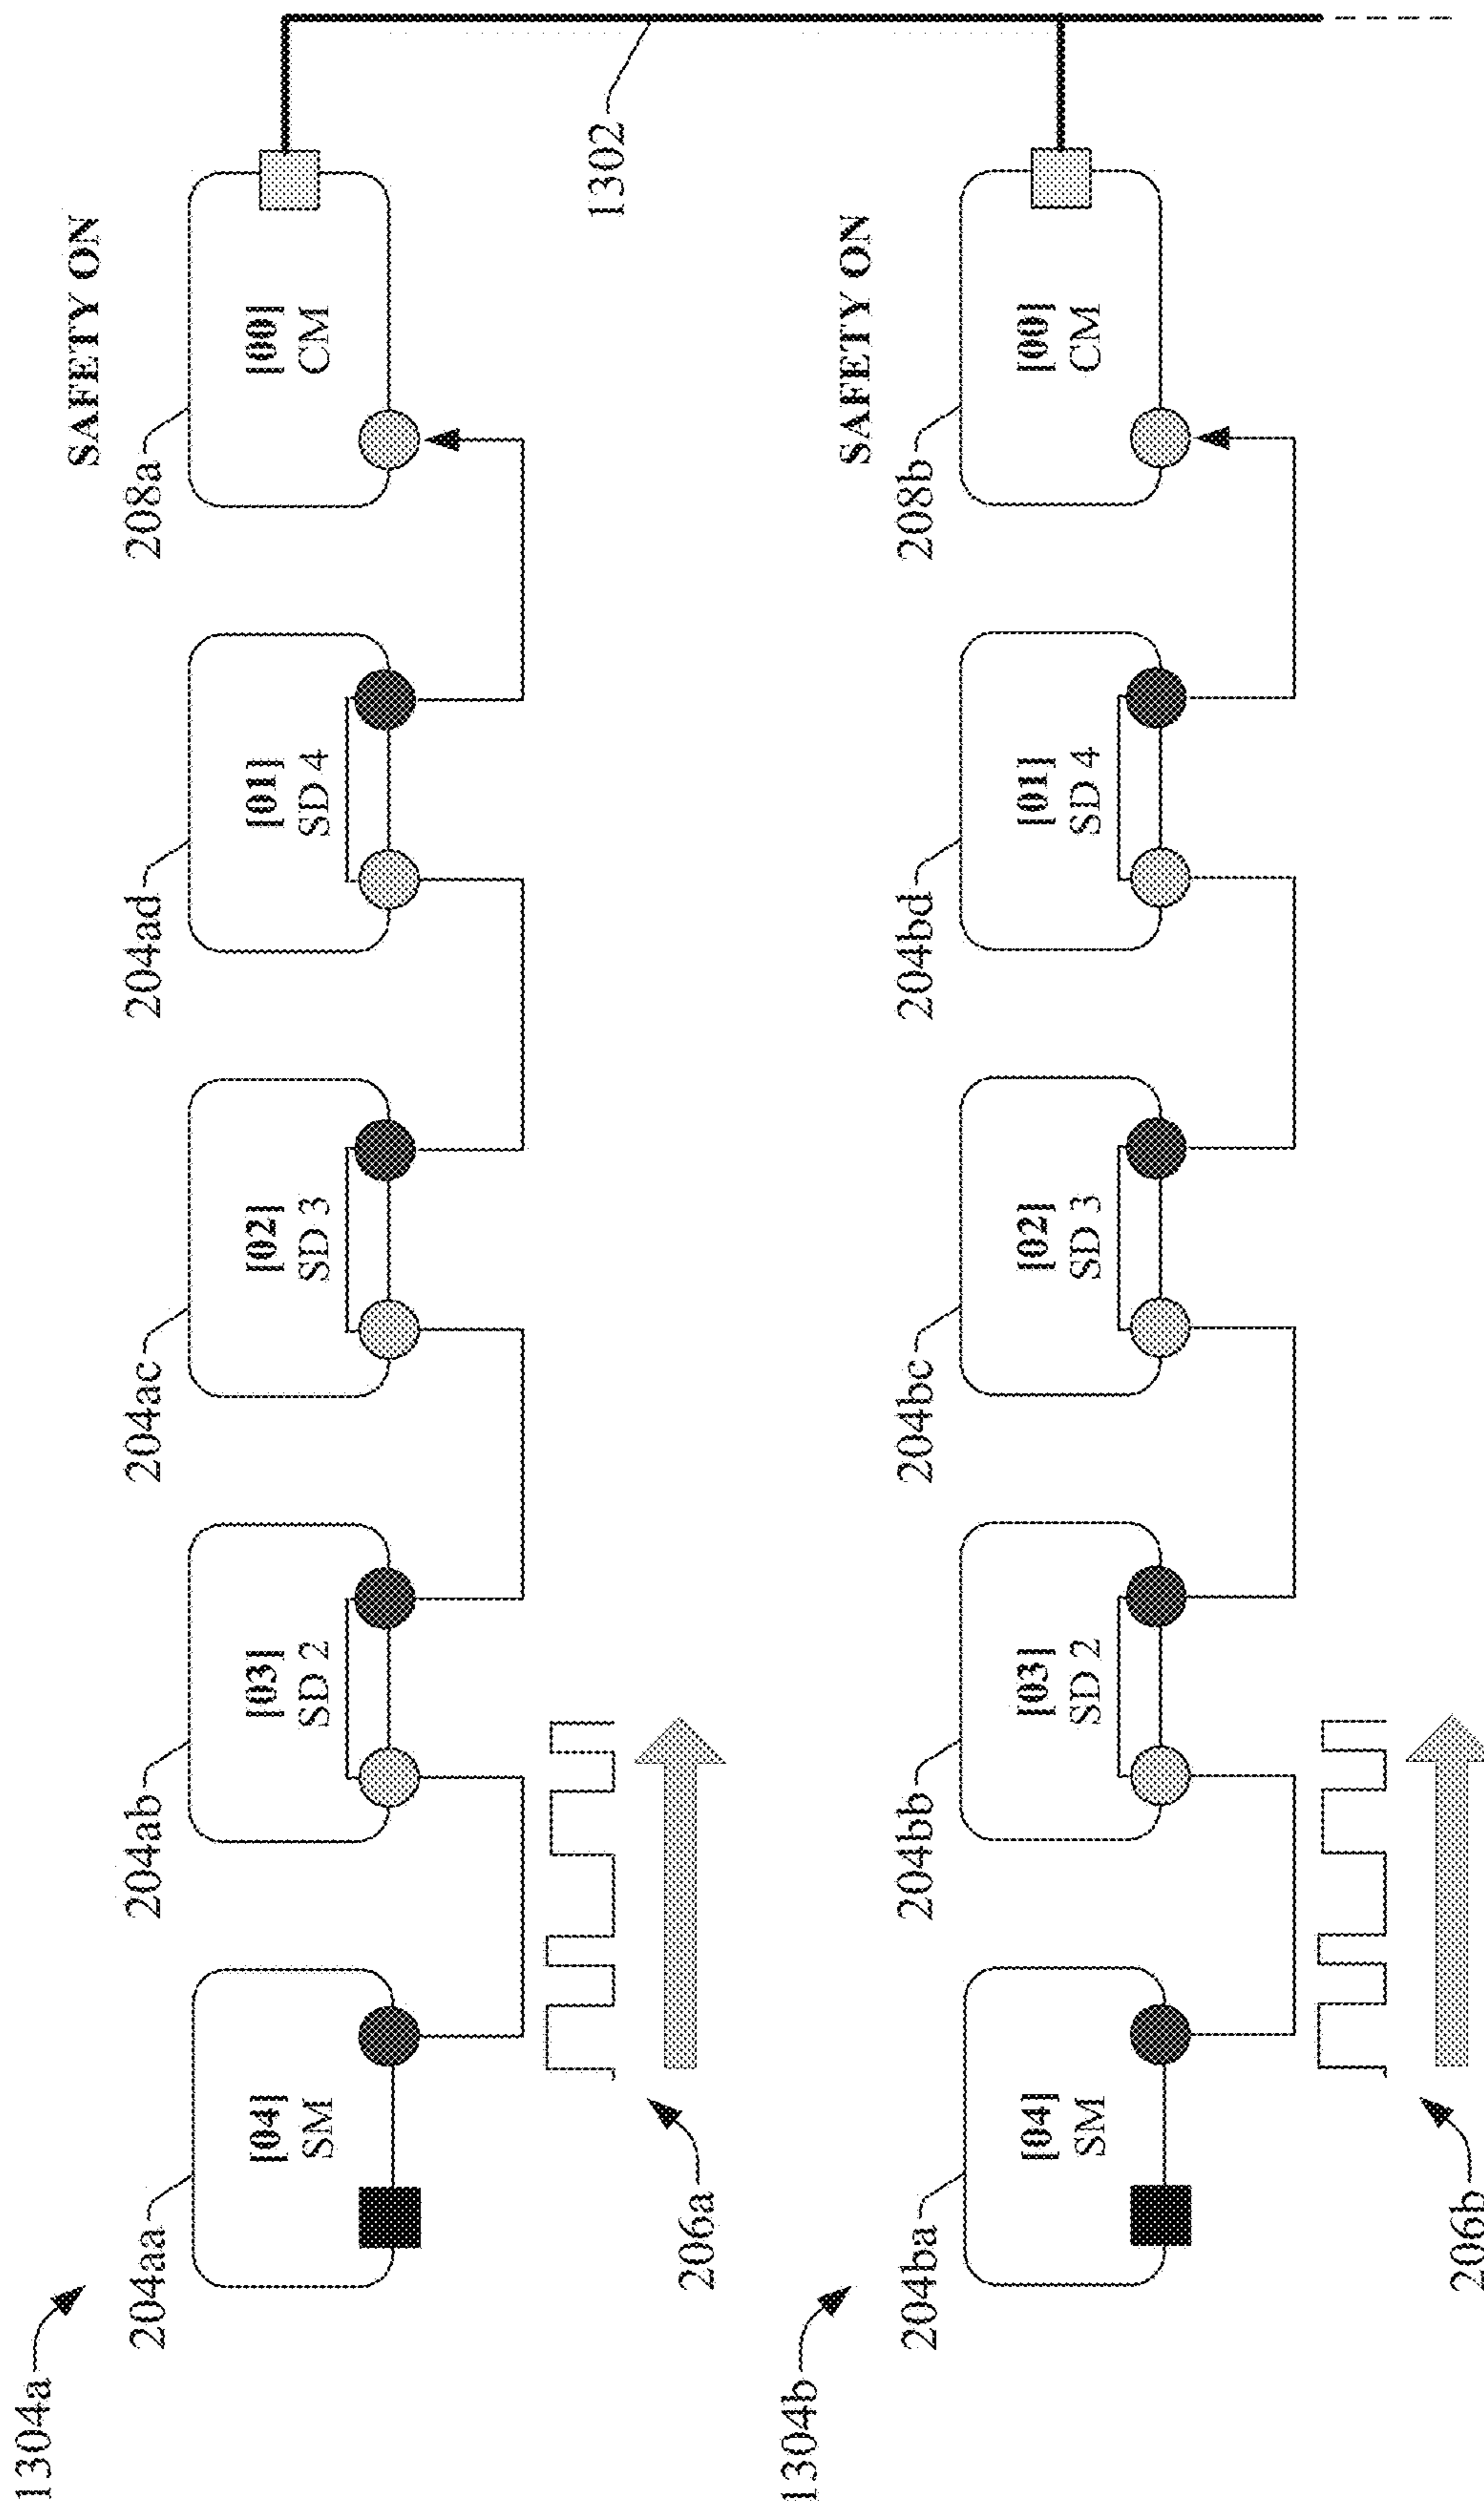 1304a
204aa
204ab
204ac
204ad
208a
SAFETY ON
[04]
SM
[03]
SD 2
[02]
SD 3
[01]
SD 4
[00]
CM
206a
1302
1304b
204ba
204bb
204bc
204bd
208b
SAFETY ON
[04]
SM
[03]
SD 2
[02]
SD 3
[01]
SD 4
[00]
CM
206b